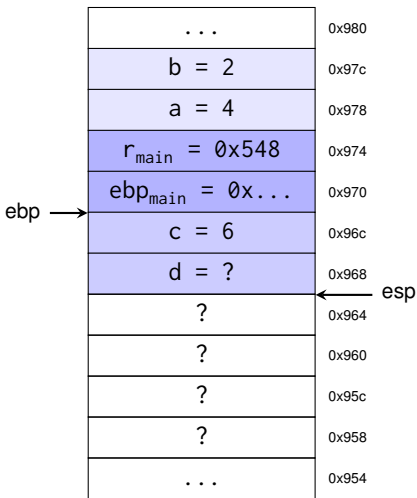 ... 0x980
b = 2 0x97c
a = 4 0x978
r_main = 0x548 0x974
ebp_main = 0x... 0x970
ebp
c = 6 0x96c
d = ? 0x968
esp
? 0x964
? 0x960
? 0x95c
? 0x958
... 0x954